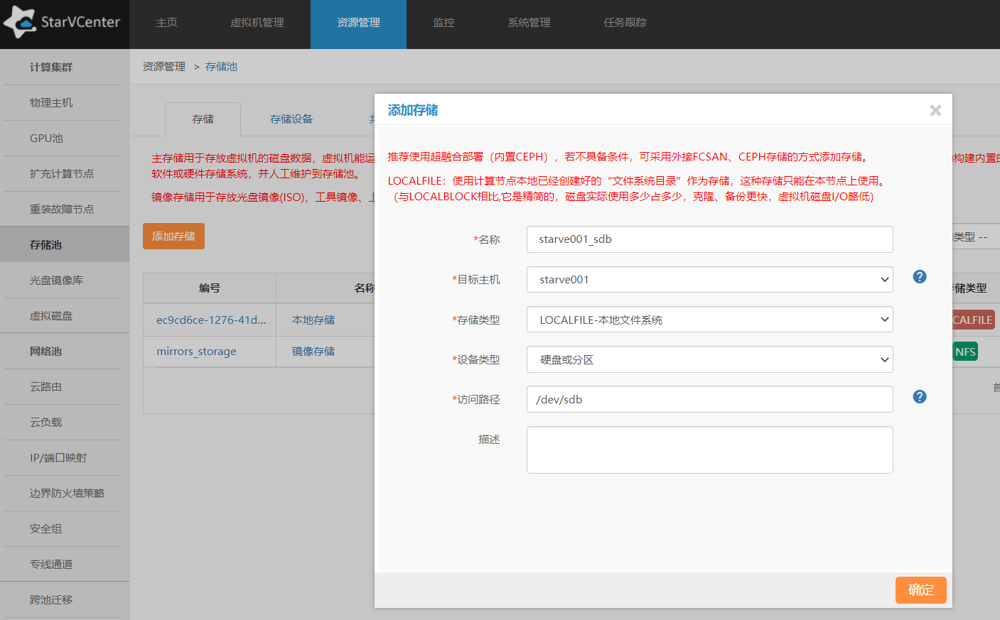 StarVCenter
主页
虚拟机管理
资源管理
监控
系统管理
任务跟踪
计算集群
物理主机
GPU池
扩充计算节点
重装故障节点
存储池
光盘镜像库
虚拟磁盘
网络池
云路由
云负载
IP/端口映射
边界防火墙策略
安全组
专线通道
跨池迁移
资源管理 > 存储池
存储
存储设备
主存储用于存放虚拟机的磁盘数据，虚拟机能运
构建内置的
软件或硬件存储系统，并人工维护到存储池。
镜像存储用于存放光盘镜像(ISO)、工具镜像、上
添加存储
类型 --
编号
名称
储类型
ec9cd6ce-1276-41d...
本地存储
CALFILE
mirrors_storage
镜像存储
NFS
首
添加存储
×
推荐使用超融合部署（内置CEPH），若不具备条件，可采用外接FCSAN、CEPH存储的方式添加存储。
LOCALFILE：使用计算节点本地已经创建好的“文件系统目录”作为存储，这种存储只能在本节点上使用。
（与LOCALBLOCK相比,它是精简的，磁盘实际使用多少占多少，克隆、备份更快，虚拟机磁盘I/O略低）
*名称
starve001_sdb
*目标主机
starve001
?
*存储类型
LOCALFILE-本地文件系统
*设备类型
硬盘或分区
*访问路径
/dev/sdb
?
描述
确定